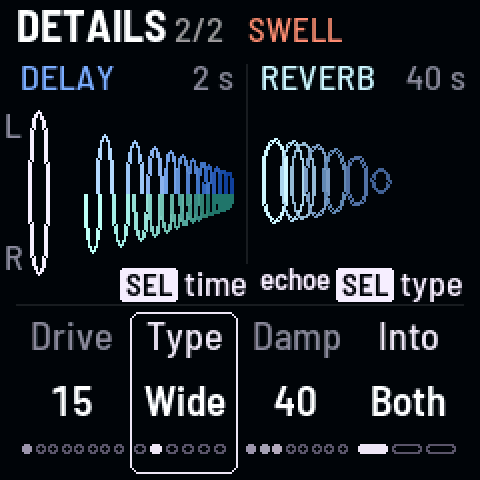 DETAILS 2/2 SWELL
DELAY 2 s REVERB 40 s
L
R
SEL time echoe SEL type
Drive Type Damp Into
15 Wide 40 Both